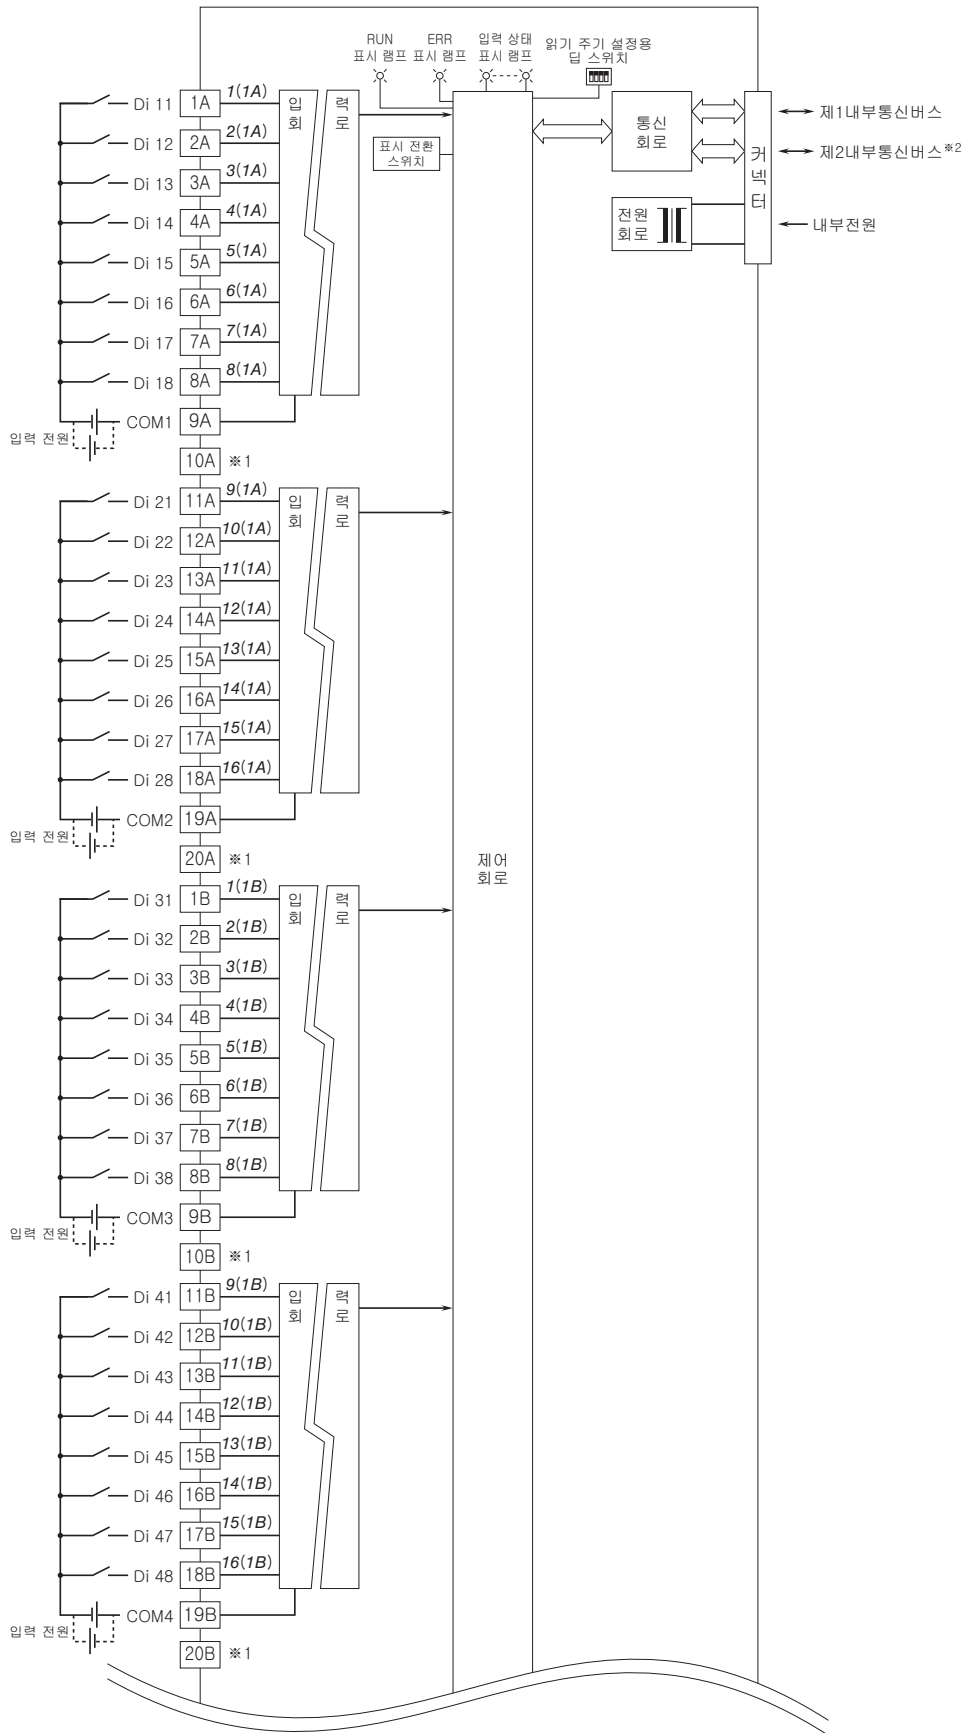 RUN
표시 램프
ERR
표시 램프
입력 상태
표시 램프
읽기 주기 설정용
딥 스위치
표시 전환
스위치
통신
회로
전원
회로
커넥터
제1내부통신버스
제2내부통신버스※2
내부전원
제어
회로
Di 11 1A 1(1A)
입력
회로
Di 12 2A 2(1A)
Di 13 3A 3(1A)
Di 14 4A 4(1A)
Di 15 5A 5(1A)
Di 16 6A 6(1A)
Di 17 7A 7(1A)
Di 18 8A 8(1A)
COM1 9A
입력 전원
10A ※1
Di 21 11A 9(1A)
입력
회로
Di 22 12A 10(1A)
Di 23 13A 11(1A)
Di 24 14A 12(1A)
Di 25 15A 13(1A)
Di 26 16A 14(1A)
Di 27 17A 15(1A)
Di 28 18A 16(1A)
COM2 19A
입력 전원
20A ※1
Di 31 1B 1(1B)
입력
회로
Di 32 2B 2(1B)
Di 33 3B 3(1B)
Di 34 4B 4(1B)
Di 35 5B 5(1B)
Di 36 6B 6(1B)
Di 37 7B 7(1B)
Di 38 8B 8(1B)
COM3 9B
입력 전원
10B ※1
Di 41 11B 9(1B)
입력
회로
Di 42 12B 10(1B)
Di 43 13B 11(1B)
Di 44 14B 12(1B)
Di 45 15B 13(1B)
Di 46 16B 14(1B)
Di 47 17B 15(1B)
Di 48 18B 16(1B)
COM4 19B
입력 전원
20B ※1